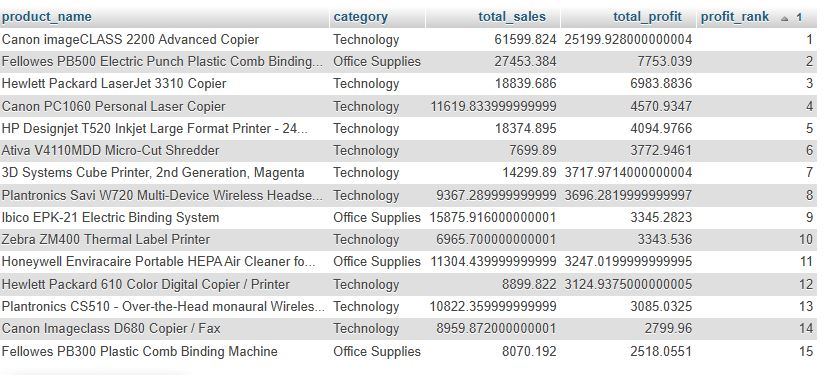 product_name category total_sales total_profit profit_rank 1
Canon imageCLASS 2200 Advanced Copier Technology 61599.824 25199.928000000004 1
Fellowes PB500 Electric Punch Plastic Comb Binding... Office Supplies 27453.384 7753.039 2
Hewlett Packard LaserJet 3310 Copier Technology 18839.686 6983.8836 3
Canon PC1060 Personal Laser Copier Technology 11619.833999999999 4570.9347 4
HP Designjet T520 Inkjet Large Format Printer - 24... Technology 18374.895 4094.9766 5
Ativa V4110MDD Micro-Cut Shredder Technology 7699.89 3772.9461 6
3D Systems Cube Printer, 2nd Generation, Magenta Technology 14299.89 3717.9714000000004 7
Plantronics Savi W720 Multi-Device Wireless Headse... Technology 9367.289999999999 3696.2819999999997 8
Ibico EPK-21 Electric Binding System Office Supplies 15875.916000000001 3345.2823 9
Zebra ZM400 Thermal Label Printer Technology 6965.700000000001 3343.536 10
Honeywell Enviracaire Portable HEPA Air Cleaner fo... Office Supplies 11304.439999999999 3247.0199999999995 11
Hewlett Packard 610 Color Digital Copier / Printer Technology 8899.822 3124.9375000000005 12
Plantronics CS510 - Over-the-Head monaural Wireles... Technology 10822.359999999999 3085.0325 13
Canon Imageclass D680 Copier / Fax Technology 8959.872000000001 2799.96 14
Fellowes PB300 Plastic Comb Binding Machine Office Supplies 8070.192 2518.0551 15